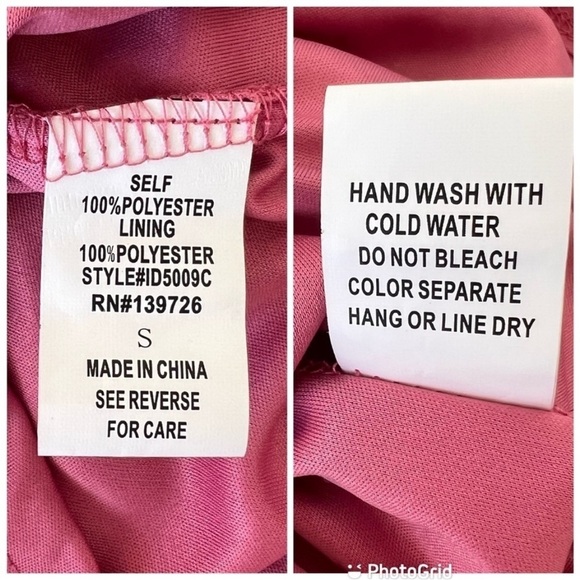 SELF
100%POLYESTER
LINING
100%POLYESTER
STYLE#ID5009C
RN#139726
S
MADE IN CHINA
SEE REVERSE
FOR CARE
HAND WASH WITH
COLD WATER
DO NOT BLEACH
COLOR SEPARATE
HANG OR LINE DRY
PhotoGrid